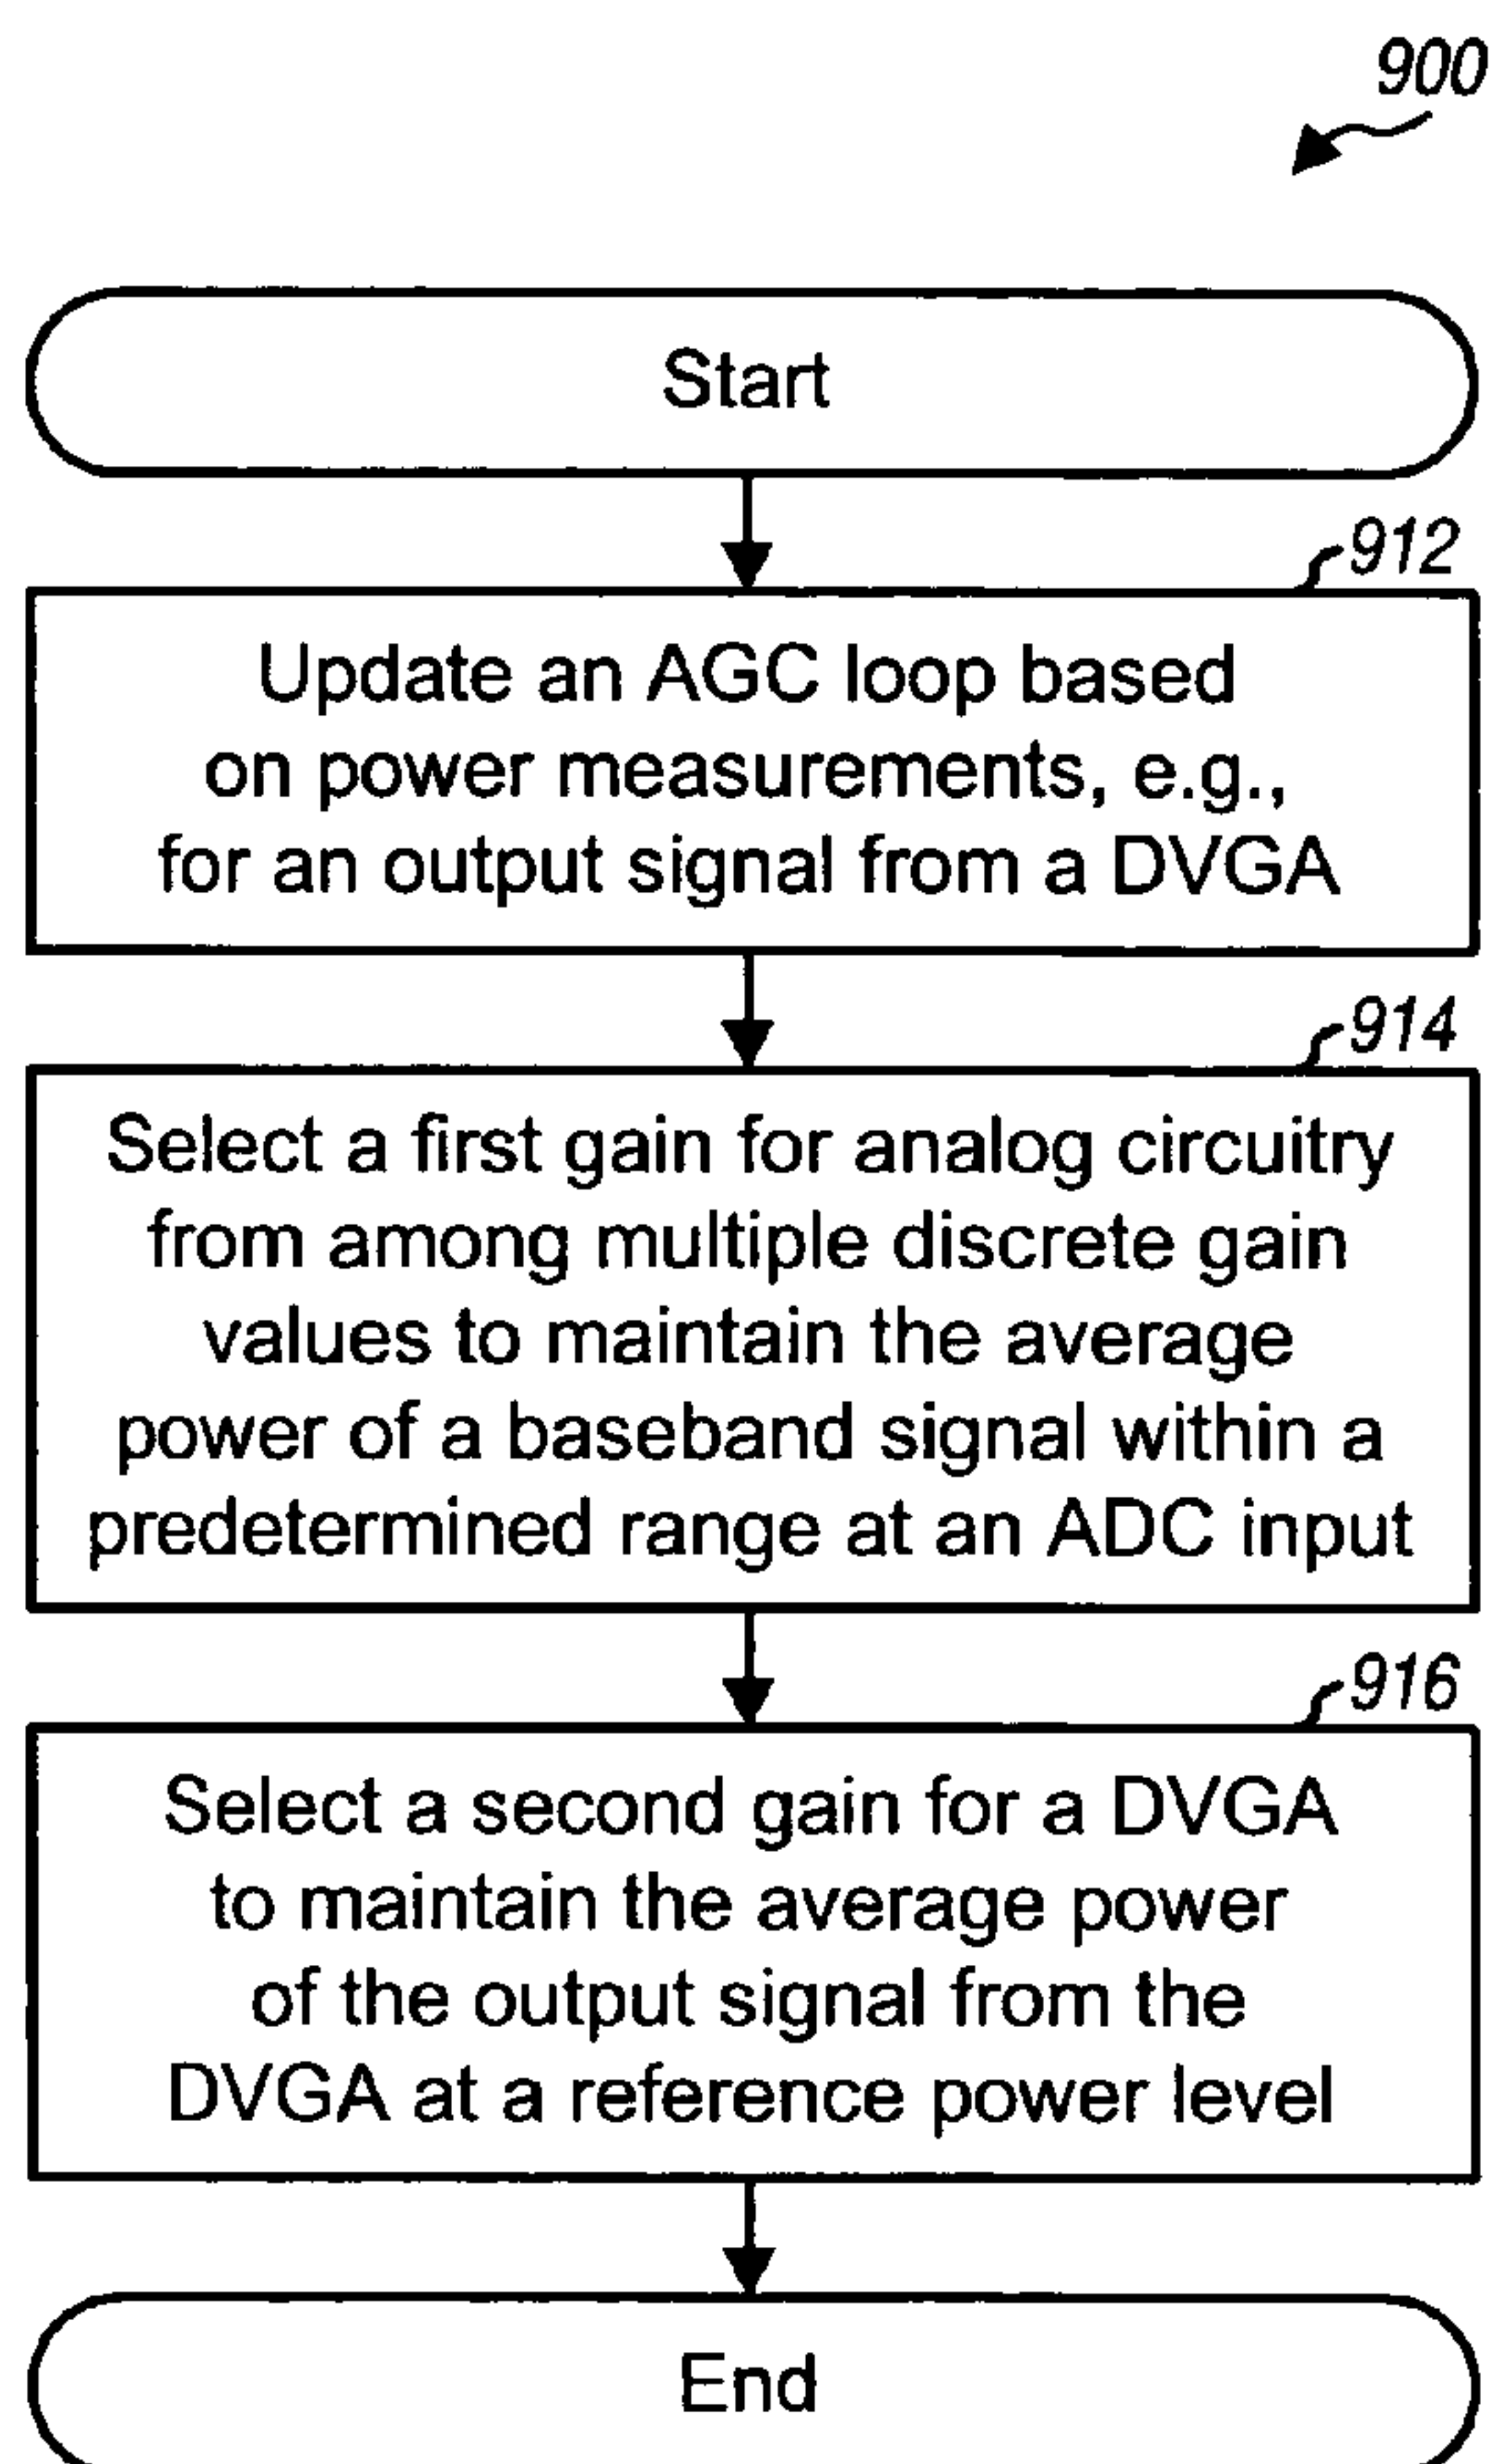 900
Start
912
Update an AGC loop based
on power measurements, e.g.,
for an output signal from a DVGA
914
Select a first gain for analog circuitry
from among multiple discrete gain
values to maintain the average
power of a baseband signal within a
predetermined range at an ADC input
916
Select a second gain for a DVGA
to maintain the average power
of the output signal from the
DVGA at a reference power level
End